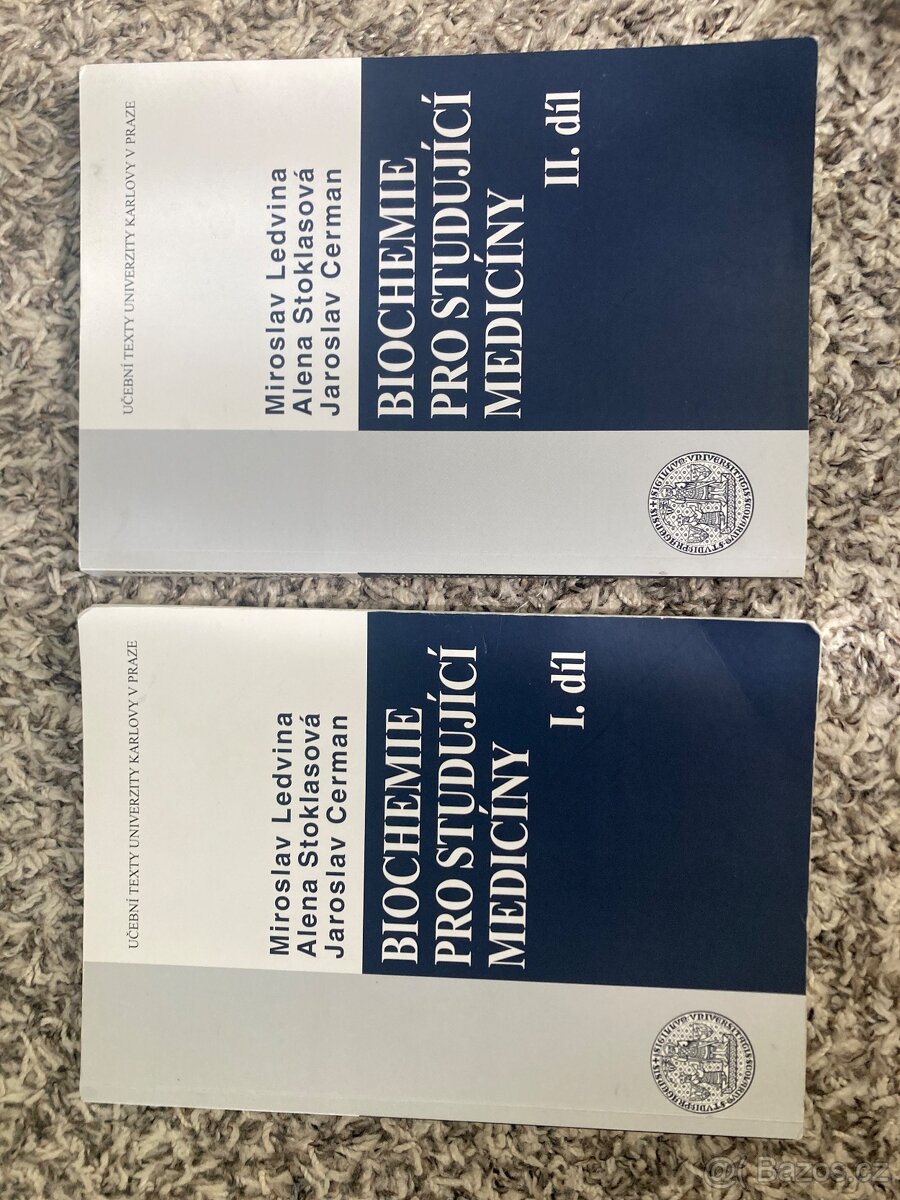 UČEBNÍ TEXTY UNIVERZITY KARLOVY V PRAZE
Miroslav Ledvina
Alena Stoklasová
Jaroslav Cerman
BIOCHEMIE
PRO STUDUJÍCÍ
MEDICÍNY
II. díl
UČEBNÍ TEXTY UNIVERZITY KARLOVY V PRAZE
Miroslav Ledvina
Alena Stoklasová
Jaroslav Cerman
BIOCHEMIE
PRO STUDUJÍCÍ
MEDICÍNY
I. díl
@ Bazos.cz